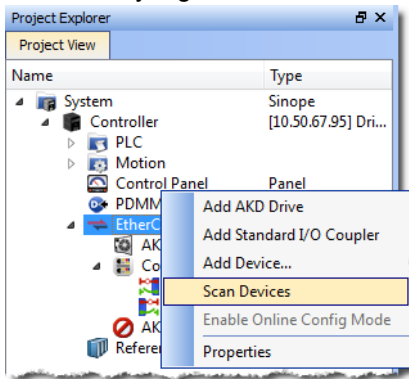 Project Explorer
Project View
Name Type
System Sinope
Controller [10.50.67.95] Dri...
PLC
Motion
Control Panel Panel
PDMM
EtherC
AK
Co
AK
Referen
Add AKD Drive
Add Standard I/O Coupler
Add Device...
Scan Devices
Enable Online Config Mode
Properties